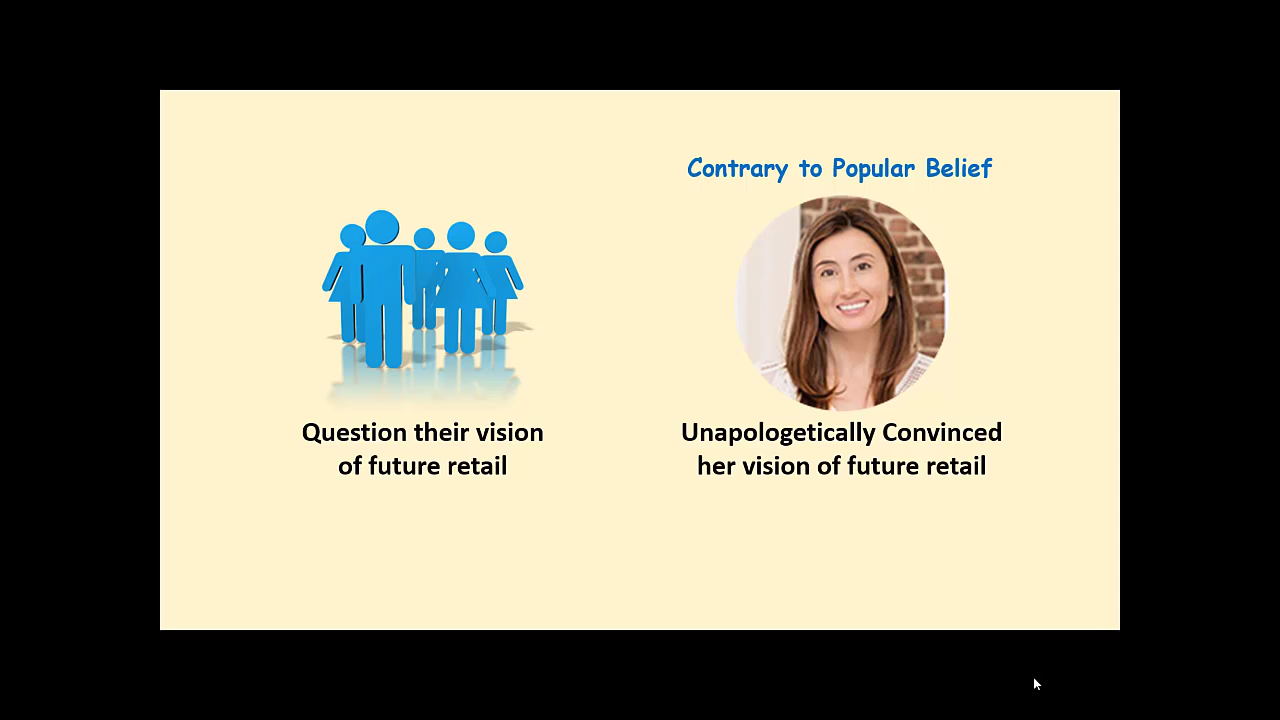 Contrary to Popular Belief
Question their vision
of future retail
Unapologetically Convinced
her vision of future retail